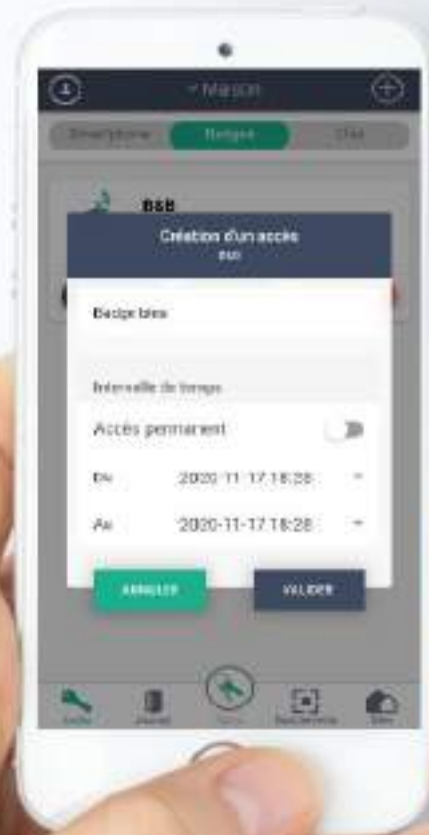 Maison
Smartphone Badges Clés
B&B
Création d'un accès
Badge bleu
Intervalle de temps
Accès permanent
Du 2020-11-17 18:28
Au 2020-11-17 18:28
ANNULER VALIDER